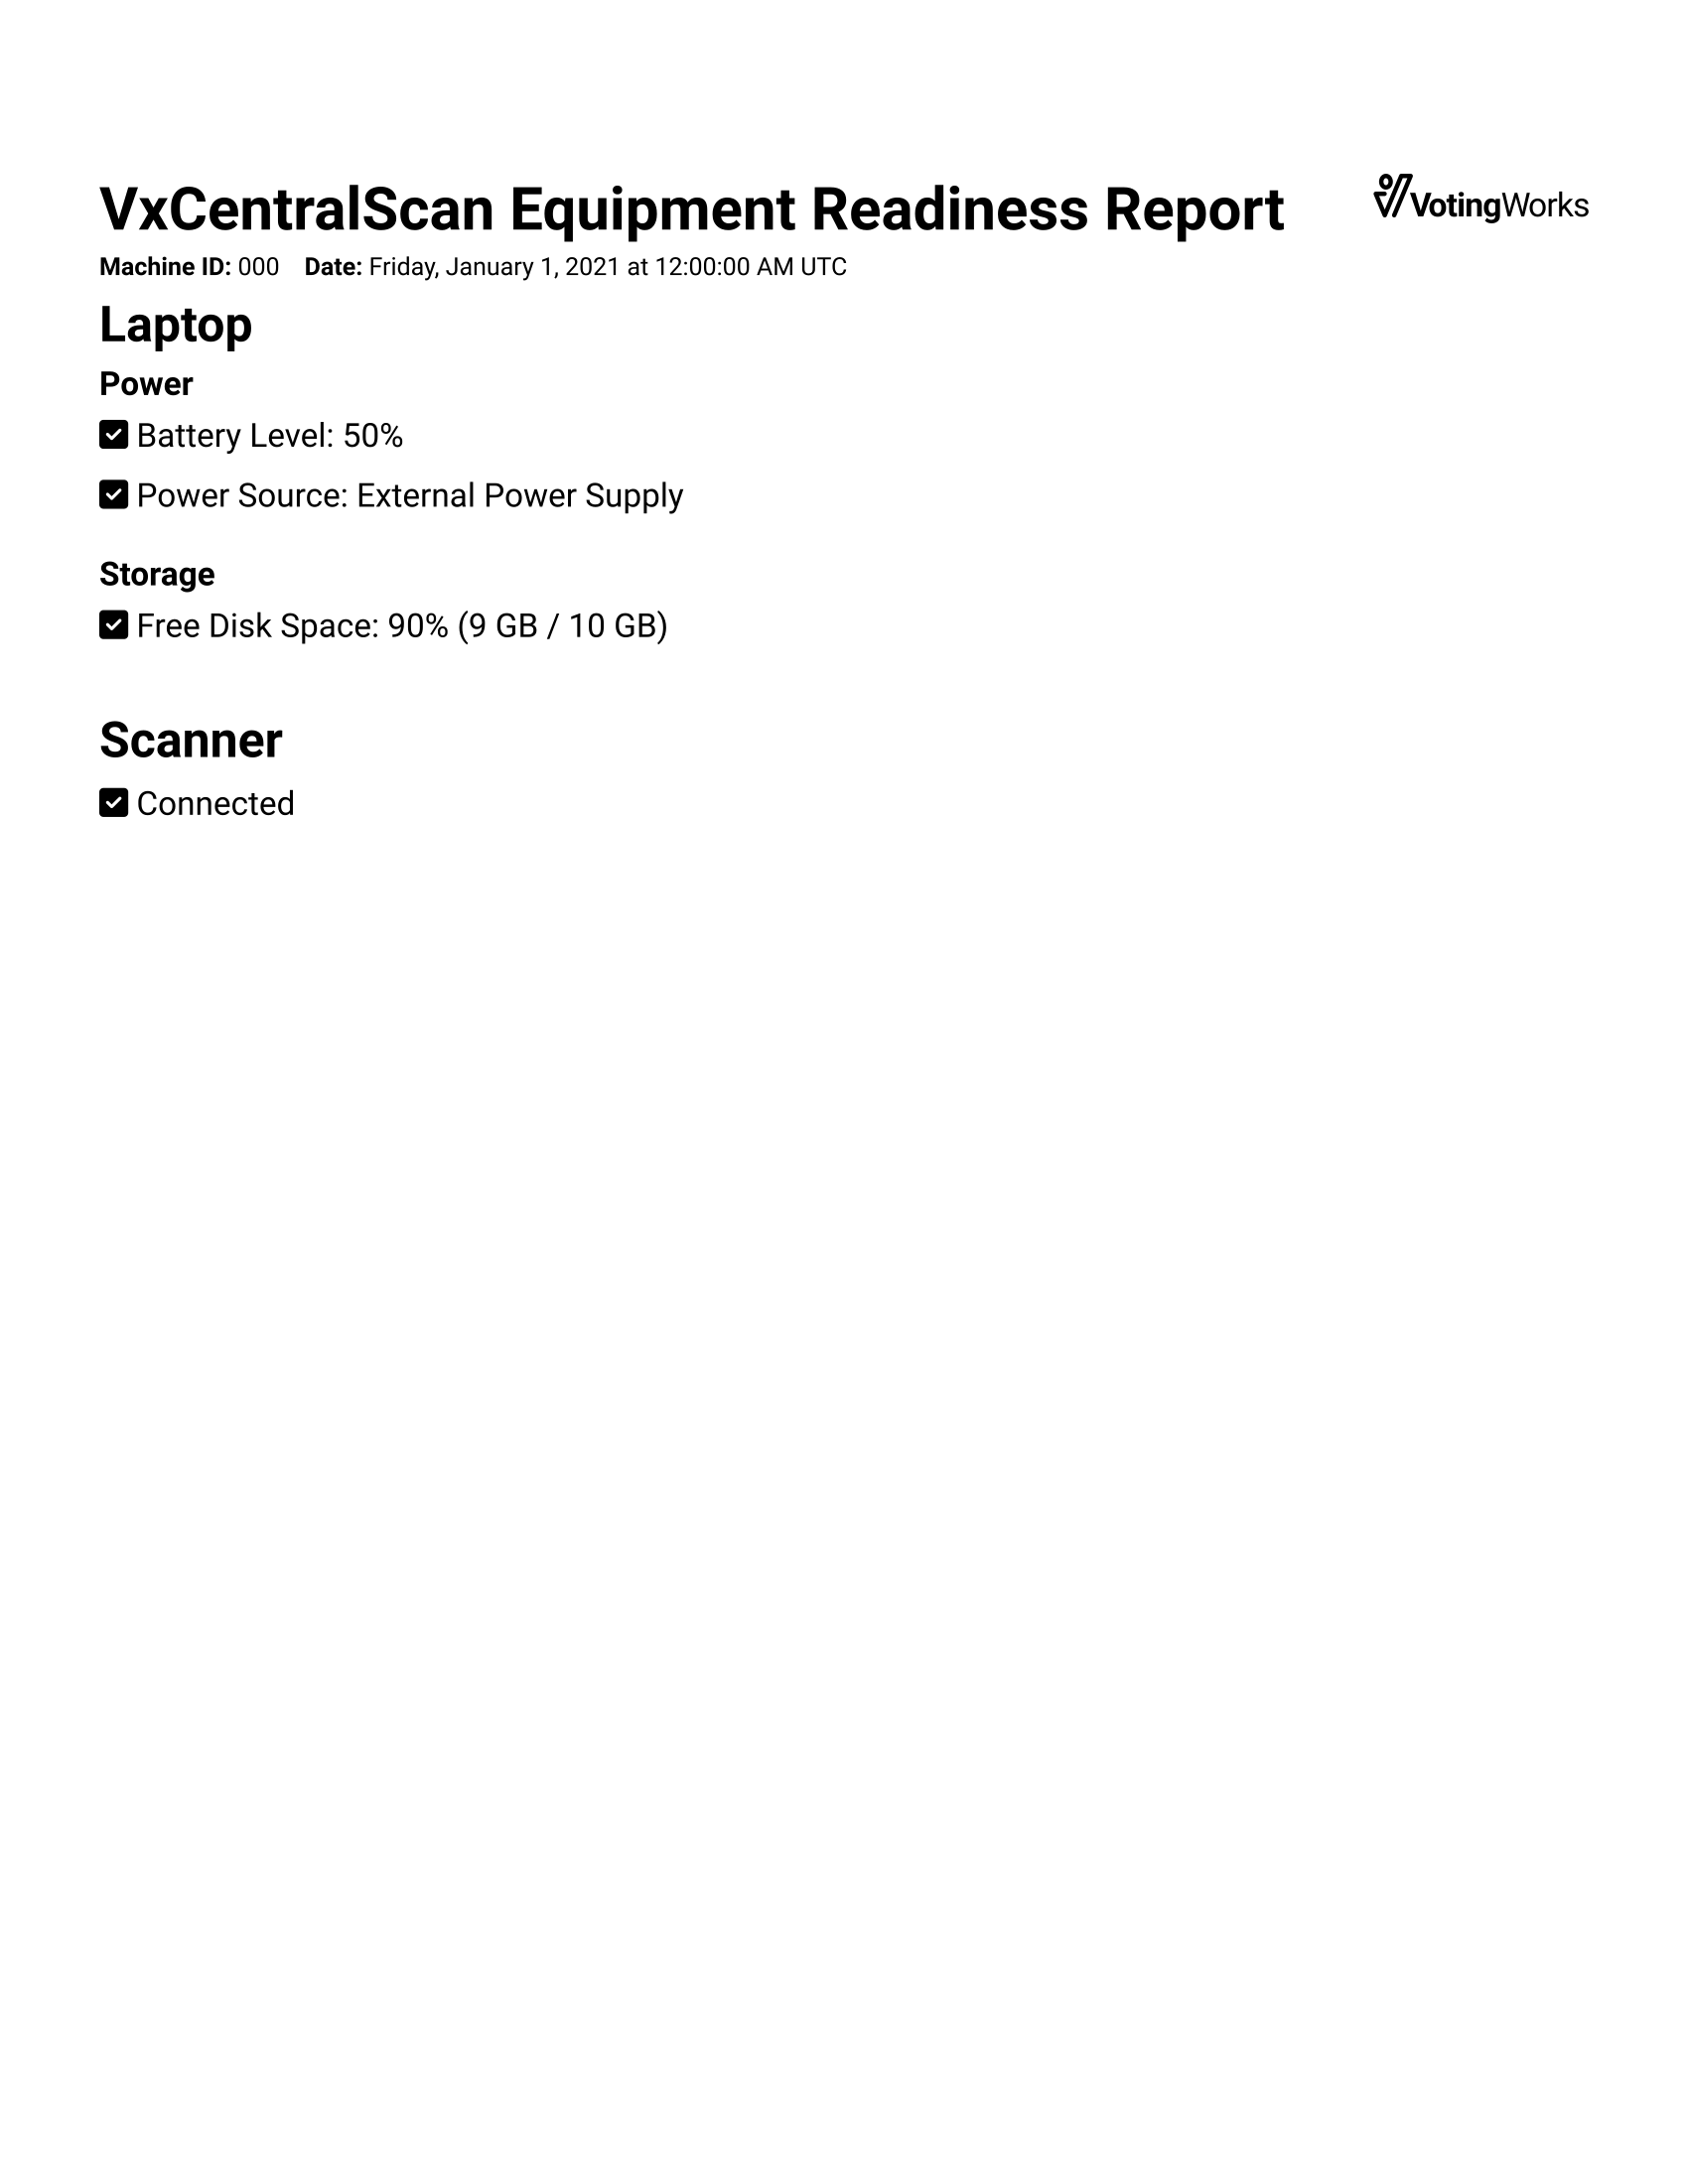 VxCentralScan Equipment Readiness Report
VotingWorks
Machine ID: 000 Date: Friday, January 1, 2021 at 12:00:00 AM UTC
Laptop
Power
Battery Level: 50%
Power Source: External Power Supply
Storage
Free Disk Space: 90% (9 GB / 10 GB)
Scanner
Connected